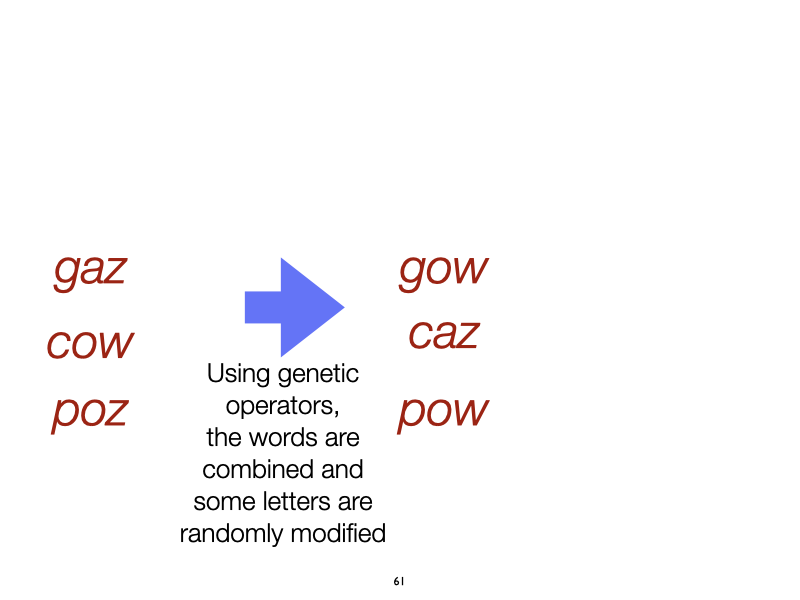 gaz
cow
poz
Using genetic
operators,
the words are
combined and
some letters are
randomly modified
gow
caz
pow
61